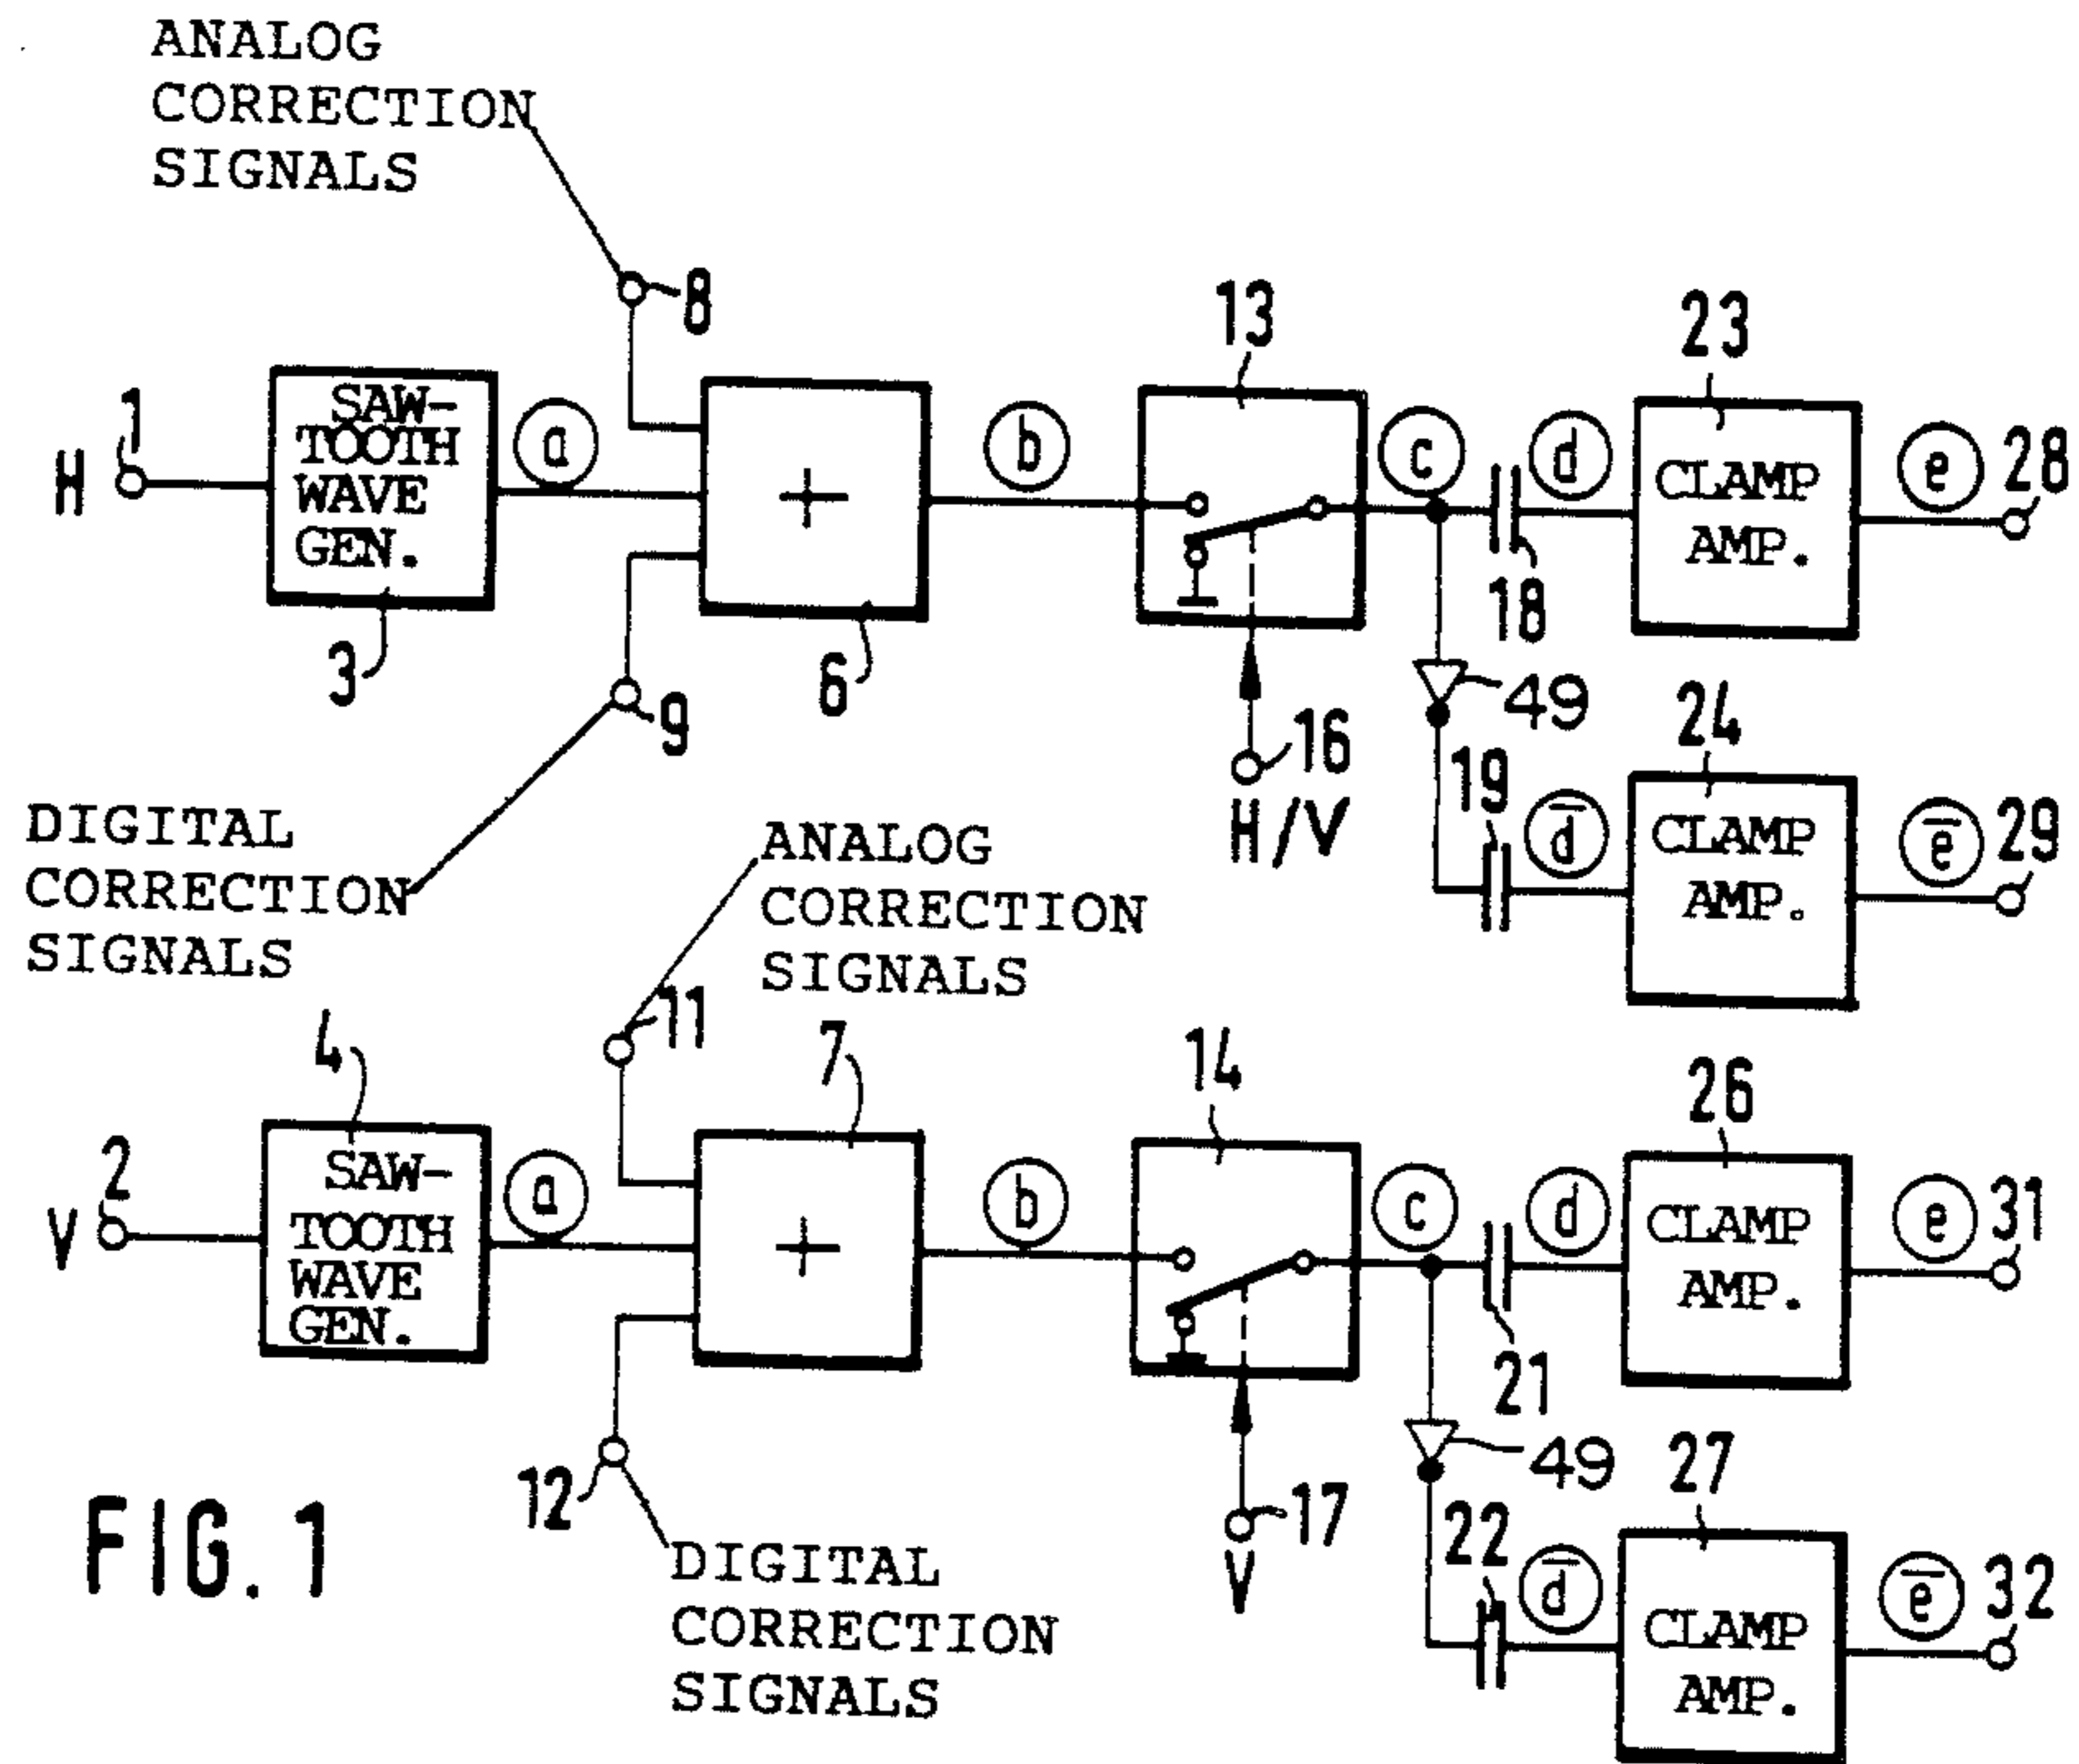 ANALOG
CORRECTION
SIGNALS
8
13
23
1
H
SAW-
TOOTH
WAVE
GEN.
a
+
b
c
d
CLAMP
AMP.
e
28
3
9
6
18
49
16
H/V
24
19
d̅
CLAMP
AMP.
e̅
29
DIGITAL
CORRECTION
SIGNALS
ANALOG
CORRECTION
SIGNALS
11
4
7
14
26
2
V
SAW-
TOOTH
WAVE
GEN.
a
+
b
c
d
CLAMP
AMP.
e
31
21
12
49
17
V
27
22
d̅
CLAMP
AMP.
e̅
32
DIGITAL
CORRECTION
SIGNALS
FIG. 1